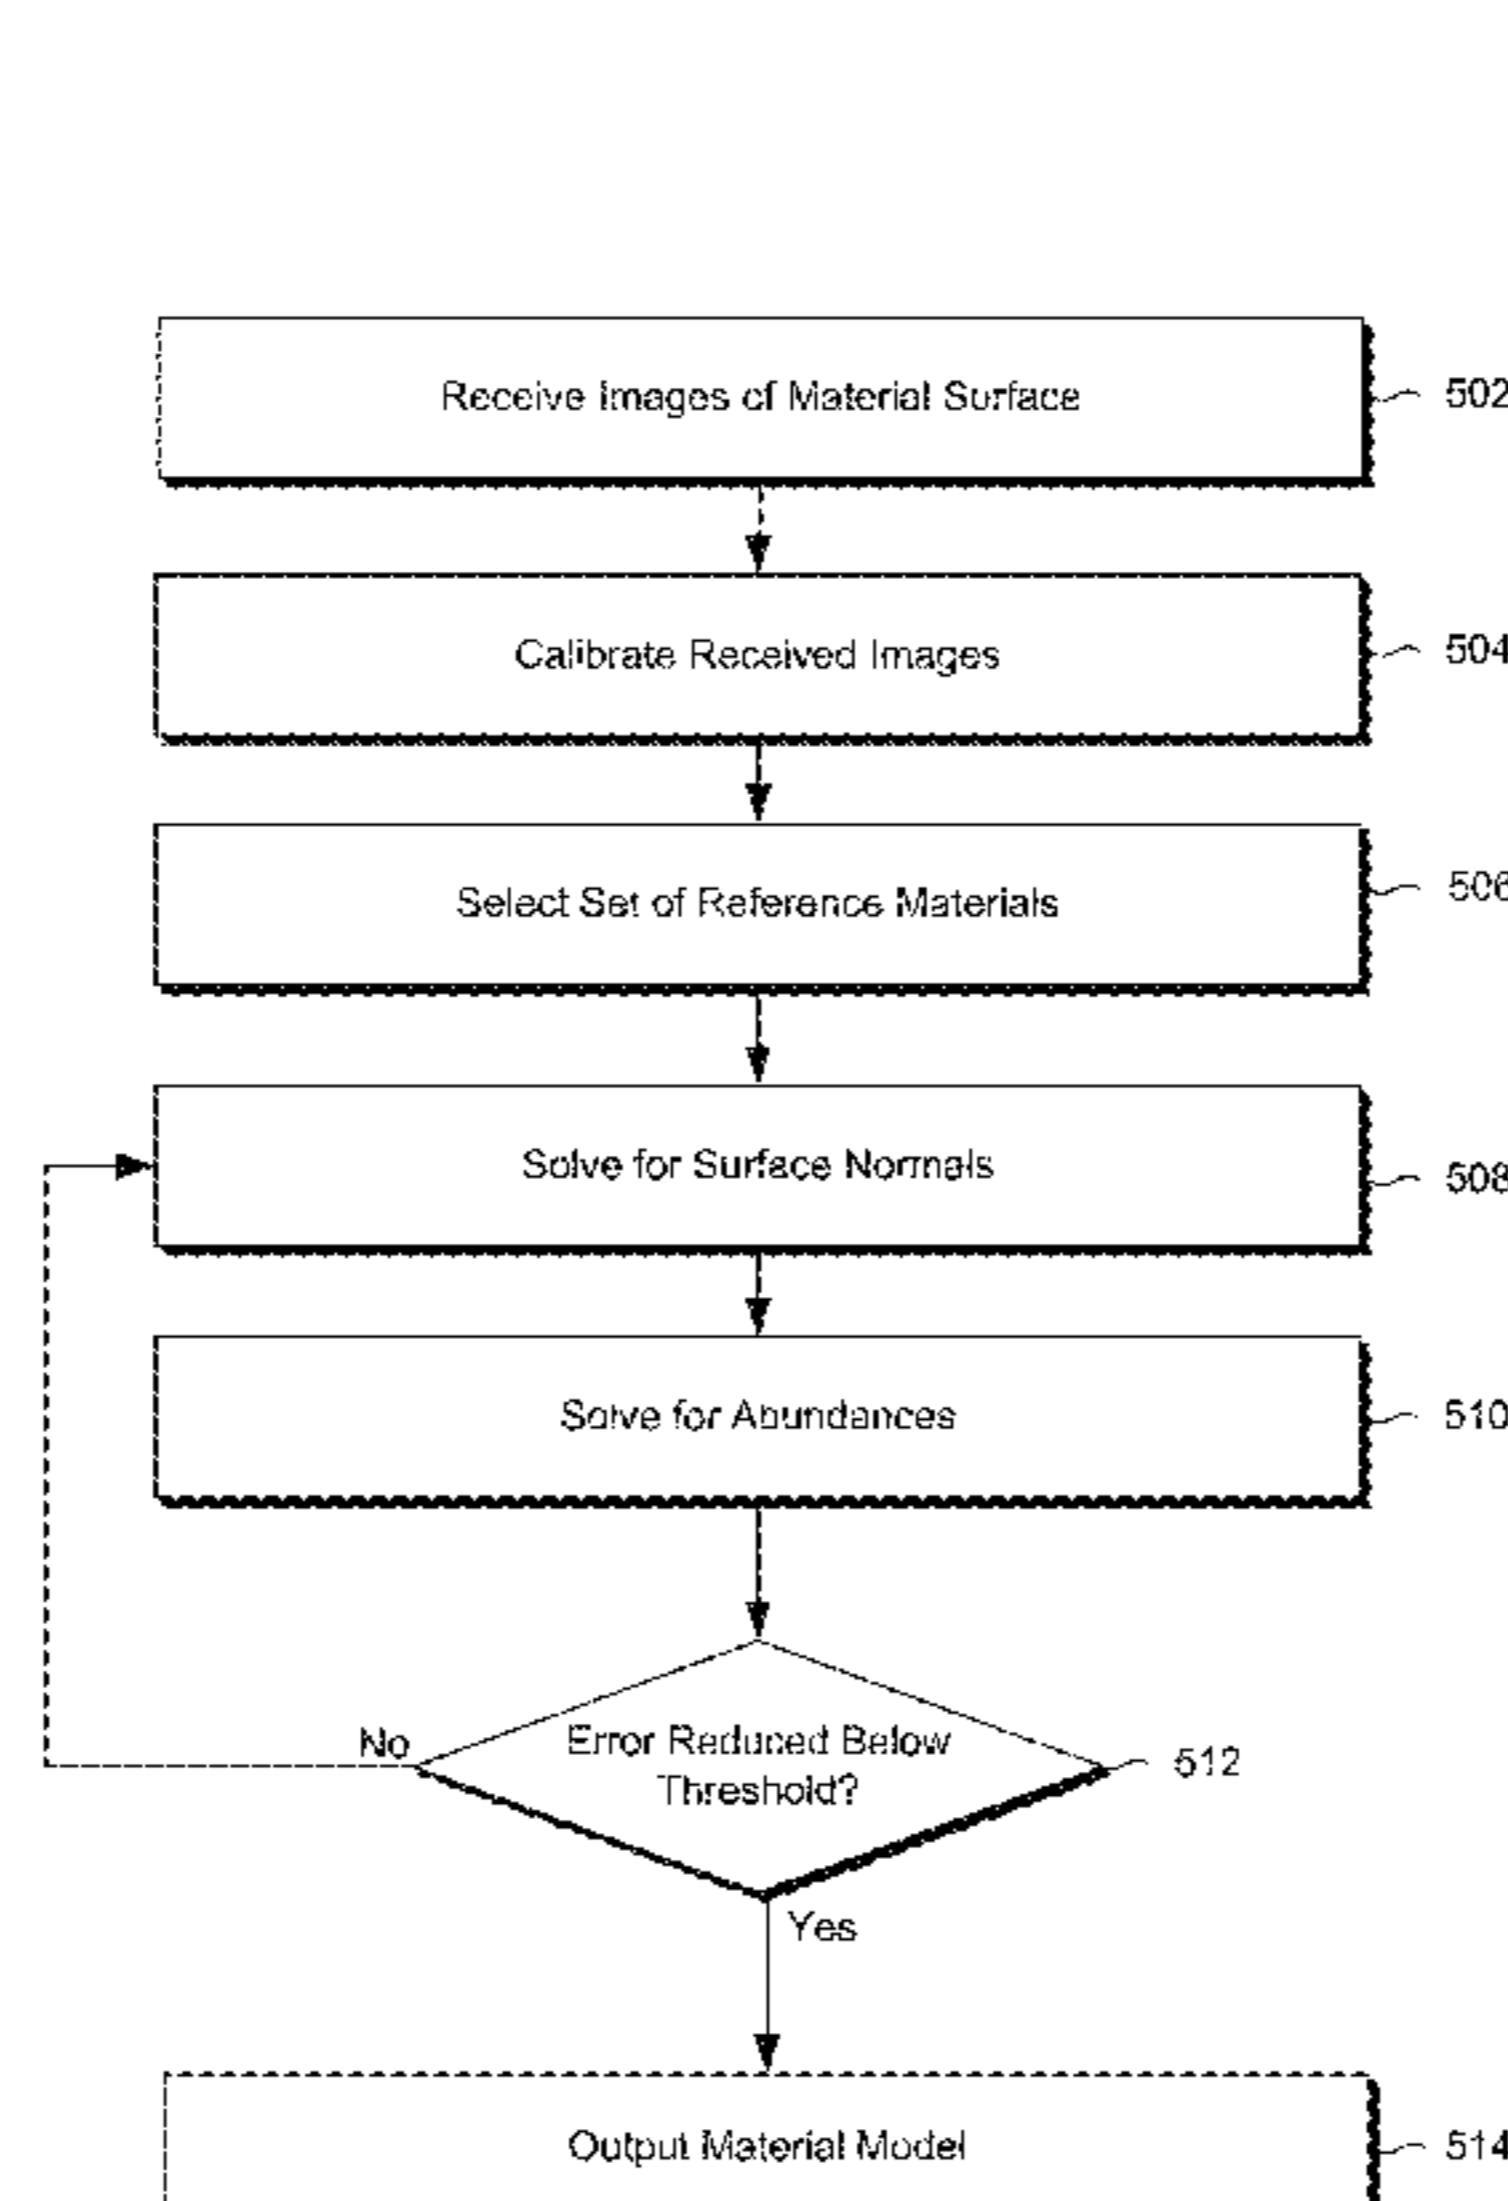 Receive Images of Material Surface
502
Calibrate Received Images
504
Select Set of Reference Materials
506
Solve for Surface Normals
508
Solve for Abundances
510
No
Error Reduced Below
Threshold?
512
Yes
Output Material Model
514